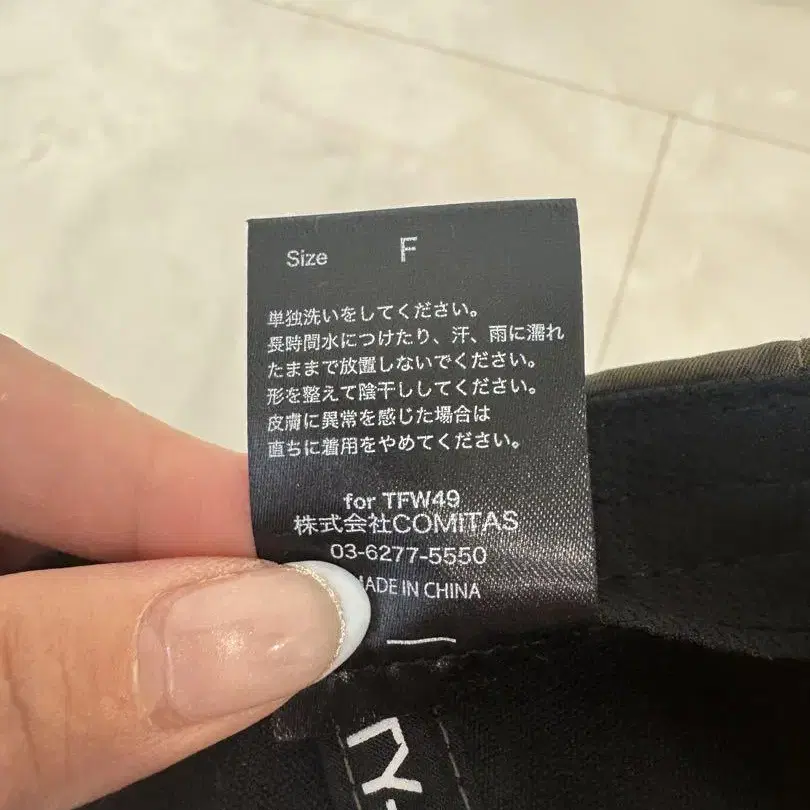 Size F
単独洗いをしてください。
長時間水につけたり、汗、雨に濡れ
たままで放置しないでください。
形を整えて陰干ししてください。
皮膚に異常を感じた場合は
直ちに着用をやめてください。
for TFW49
株式会社COMITAS
03-6277-5550
MADE IN CHINA